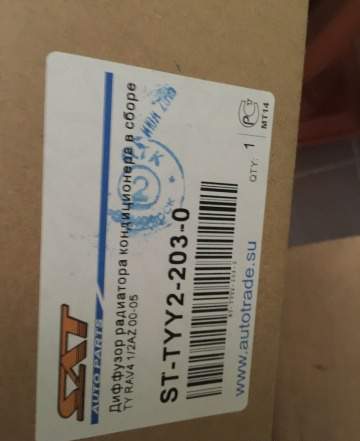 SAT
AUTO PARTS
Диффузор радиатора кондиционера в сборе
TY RAV4 1/2AZ 00-05
ST-TYY2-203-0
QTY: 1
MT14
www.autotrade.su